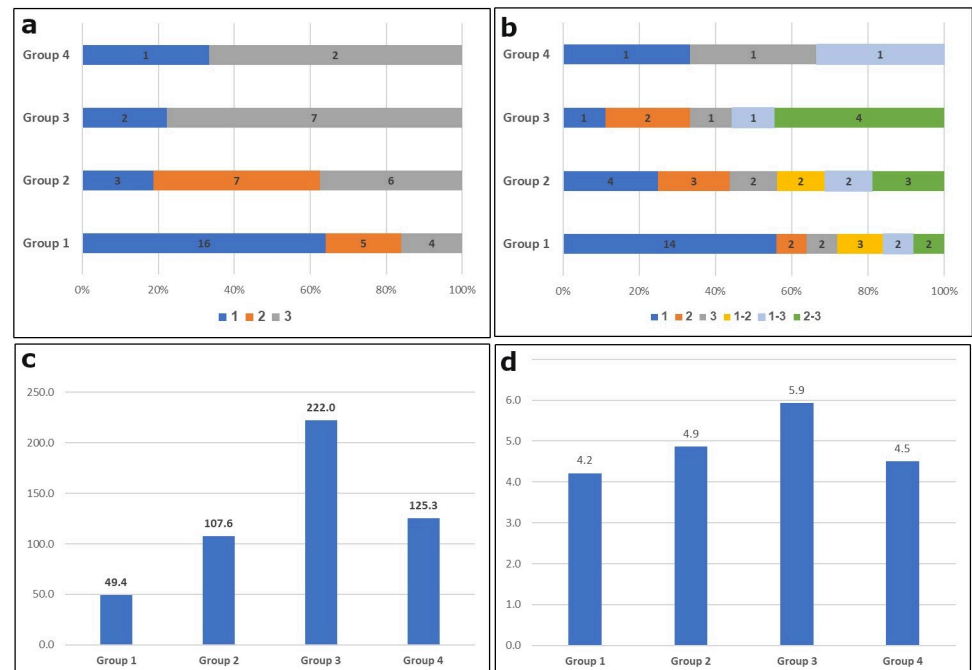 a
Group 4
1 2
Group 3
2 7
Group 2
3 7 6
Group 1
16 5 4
0% 20% 40% 60% 80% 100%
1 2 3
b
Group 4
1 1 1
Group 3
1 2 1 1 4
Group 2
4 3 2 2 2 3
Group 1
14 2 2 3 2 2
0% 20% 40% 60% 80% 100%
1 2 3 1-2 1-3 2-3
c
250.0
222.0
200.0
150.0
125.3
107.6
100.0
49.4
50.0
0.0
Group 1 Group 2 Group 3 Group 4
d
5.9
6.0
4.9
5.0
4.5
4.2
4.0
3.0
2.0
1.0
0.0
Group 1 Group 2 Group 3 Group 4